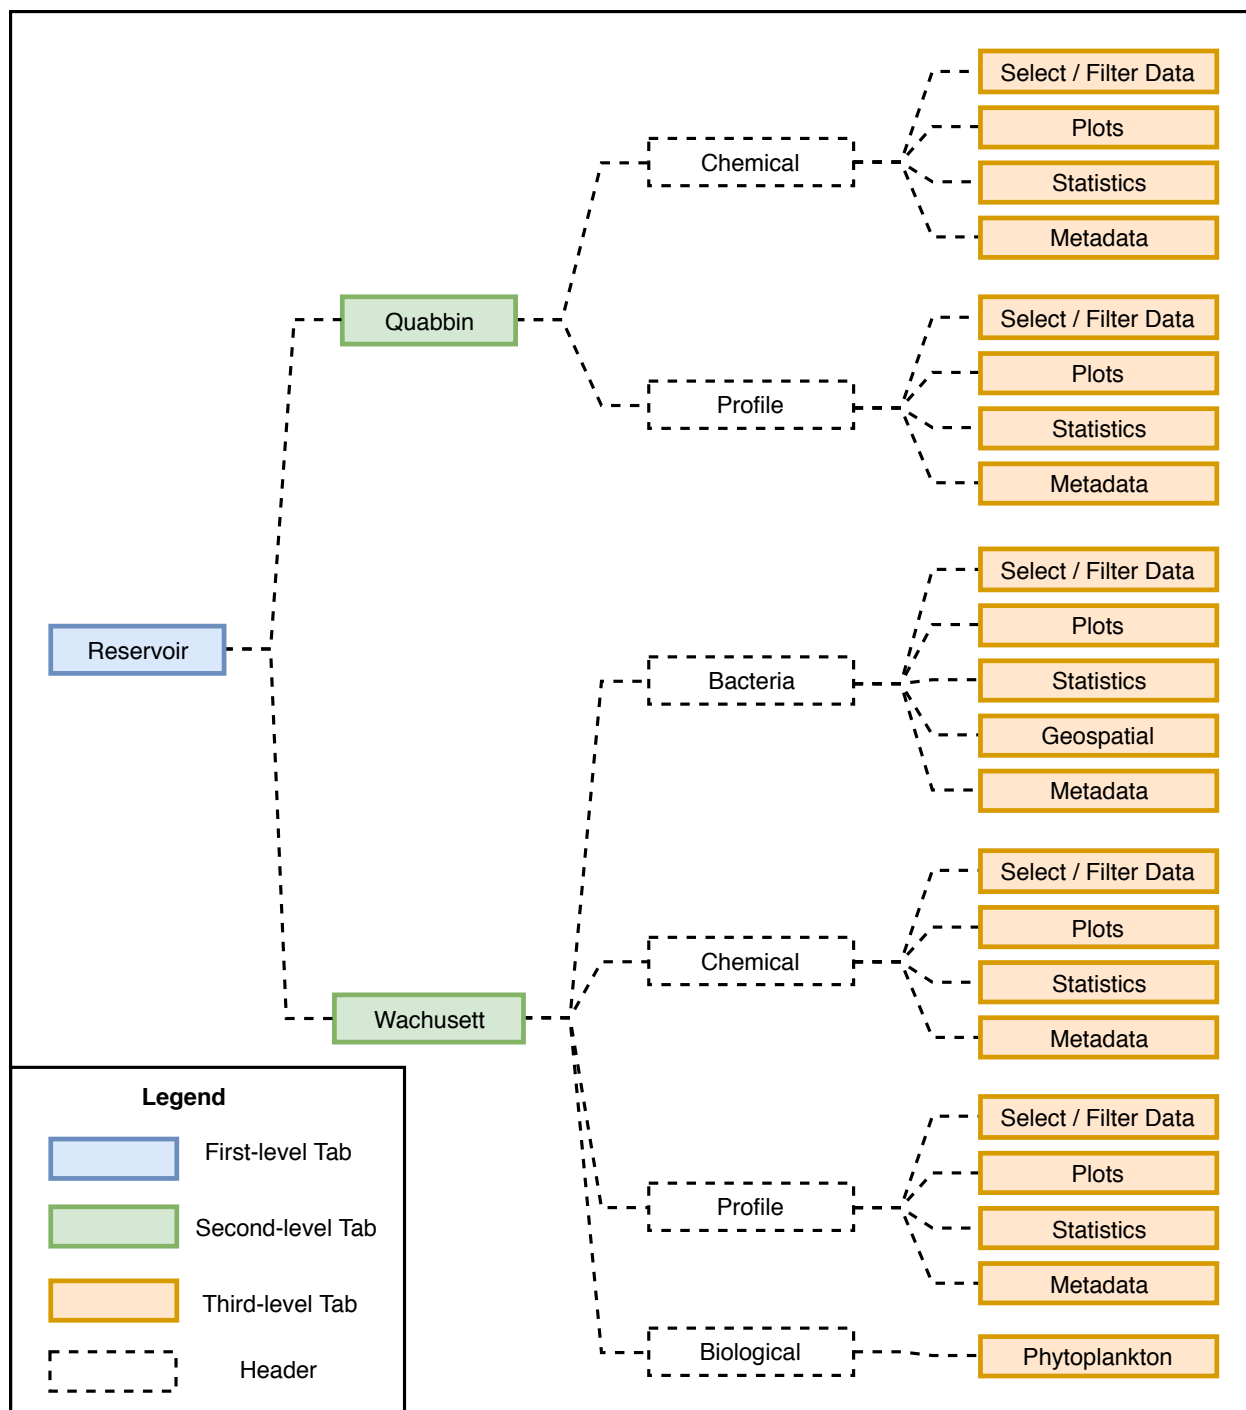 Select / Filter Data
Plots
Chemical
Statistics
Metadata
Quabbin
Select / Filter Data
Plots
Profile
Statistics
Metadata
Select / Filter Data
Plots
Reservoir
Bacteria
Statistics
Geospatial
Metadata
Select / Filter Data
Plots
Chemical
Statistics
Wachusett
Metadata
Legend
First-level Tab
Second-level Tab
Third-level Tab
Header
Select / Filter Data
Plots
Profile
Statistics
Metadata
Biological
Phytoplankton